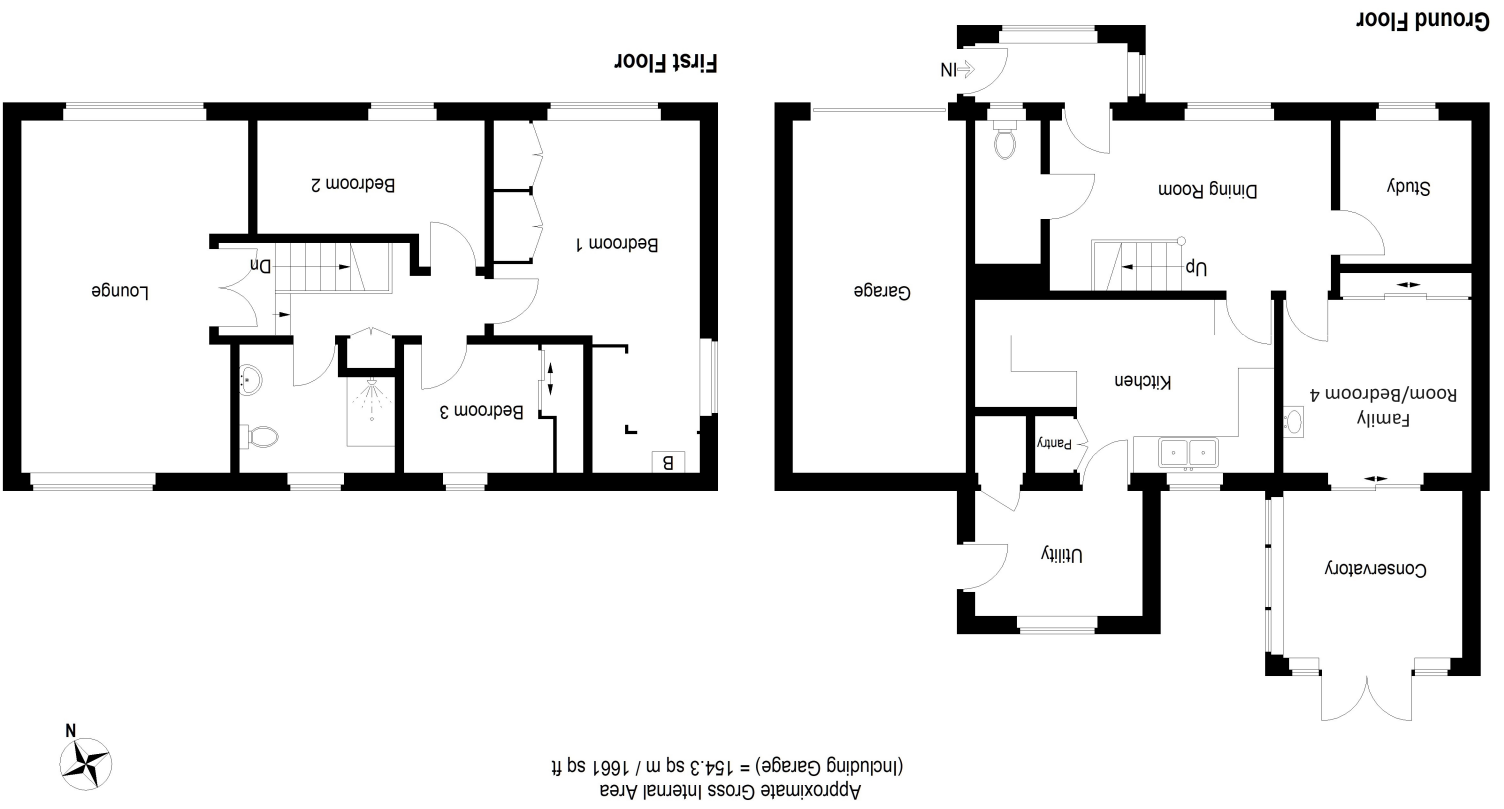 Approximate Gross Internal Area
(Including Garage) = 154.3 sq m / 1661 sq ft
N
Conservatory
Utility
Family
Room/Bedroom 4
Kitchen
Pantry
Garage
Up
Dining Room
Study
IN
Ground Floor
B
Bedroom 3
Lounge
Dn
Bedroom 1
Bedroom 2
First Floor